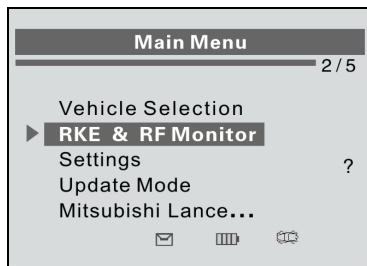 Main Menu
2/5
Vehicle Selection
RKE & RF Monitor
Settings
?
Update Mode
Mitsubishi Lance...